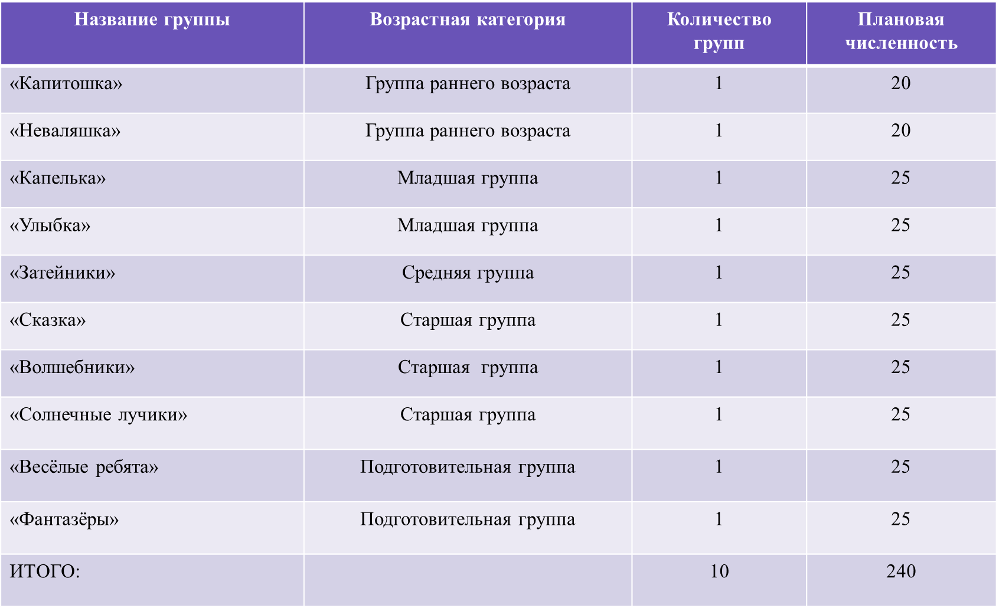 Название группы Возрастная категория Количество групп Плановая численность
«Капитошка» Группа раннего возраста 1 20
«Неваляшка» Группа раннего возраста 1 20
«Капелька» Младшая группа 1 25
«Улыбка» Младшая группа 1 25
«Затейники» Средняя группа 1 25
«Сказка» Старшая группа 1 25
«Волшебники» Старшая группа 1 25
«Солнечные лучики» Старшая группа 1 25
«Весёлые ребята» Подготовительная группа 1 25
«Фантазёры» Подготовительная группа 1 25
ИТОГО: 10 240